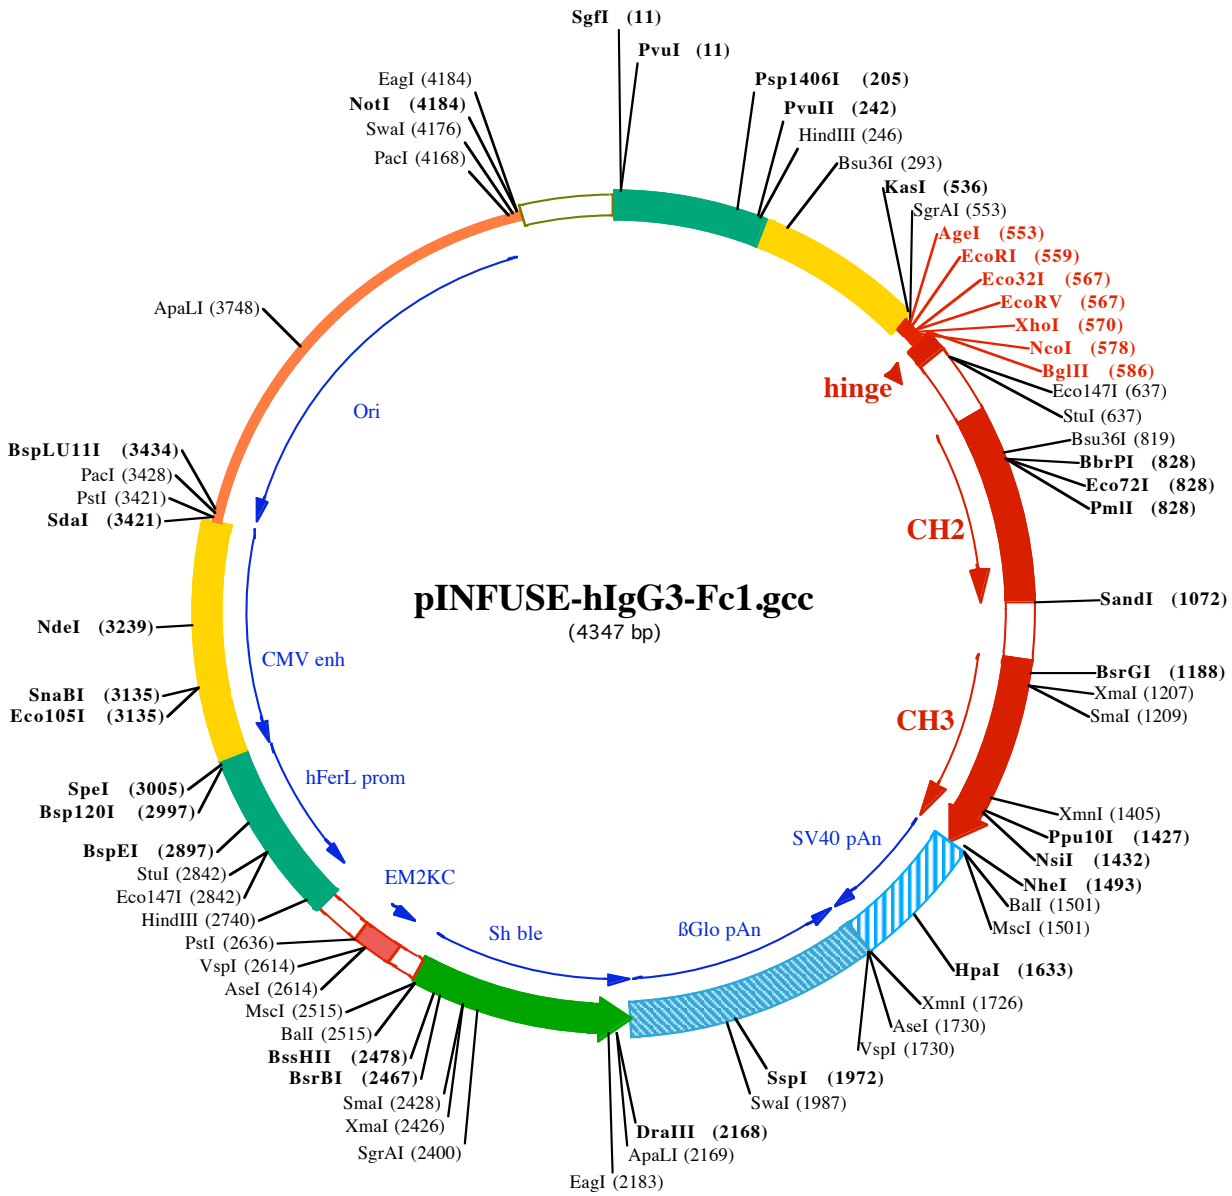 SgfI (11)
PvuI (11)
Psp1406I (205)
PvuII (242)
HindIII (246)
Bsu36I (293)
KasI (536)
SgrAI (553)
AgeI (553)
EcoRI (559)
Eco32I (567)
EcoRV (567)
XhoI (570)
NcoI (578)
BglII (586)
Eco147I (637)
StuI (637)
Bsu36I (819)
BbrPI (828)
Eco72I (828)
PmlI (828)
SandI (1072)
BsrGI (1188)
XmaI (1207)
SmaI (1209)
XmnI (1405)
Ppu10I (1427)
NsiI (1432)
NheI (1493)
BalI (1501)
MscI (1501)
HpaI (1633)
XmnI (1726)
AseI (1730)
VspI (1730)
SspI (1972)
SwaI (1987)
DraIII (2168)
ApaLI (2169)
EagI (2183)
SgrAI (2400)
XmaI (2426)
SmaI (2428)
BsrBI (2467)
BssHII (2478)
BalI (2515)
MscI (2515)
AseI (2614)
VspI (2614)
PstI (2636)
HindIII (2740)
Eco147I (2842)
StuI (2842)
BspEI (2897)
Bsp120I (2997)
SpeI (3005)
Eco105I (3135)
SnaBI (3135)
NdeI (3239)
SdaI (3421)
PstI (3421)
PacI (3428)
BspLU11I (3434)
ApaLI (3748)
PacI (4168)
SwaI (4176)
NotI (4184)
EagI (4184)
hinge
CH2
CH3
SV40 pAn
ßGlo pAn
Sh ble
EM2KC
hFerL prom
CMV enh
Ori
pINFUSE-hIgG3-Fc1.gcc
(4347 bp)